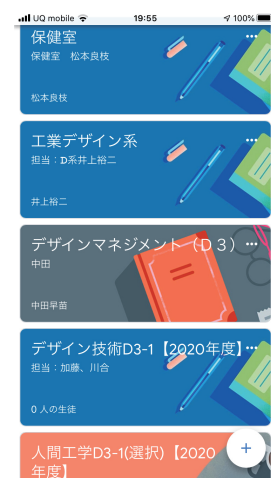 UQ mobile 19:55 100%
保健室
保健室　松本良枝
松本良枝
工業デザイン系
担当：D系井上裕二
井上裕二
デザインマネジメント（D３）
中田
中田早苗
デザイン技術D3-1【2020年度】
担当：加藤、川合
0 人の生徒
人間工学D3-1(選択)【2020
年度】